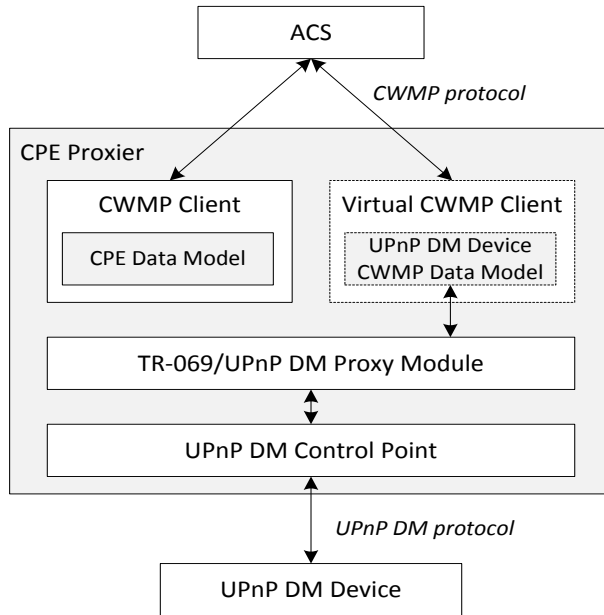 ACS
CWMP protocol
CPE Proxier
CWMP Client
CPE Data Model
Virtual CWMP Client
UPnP DM Device
CWMP Data Model
TR-069/UPnP DM Proxy Module
UPnP DM Control Point
UPnP DM protocol
UPnP DM Device